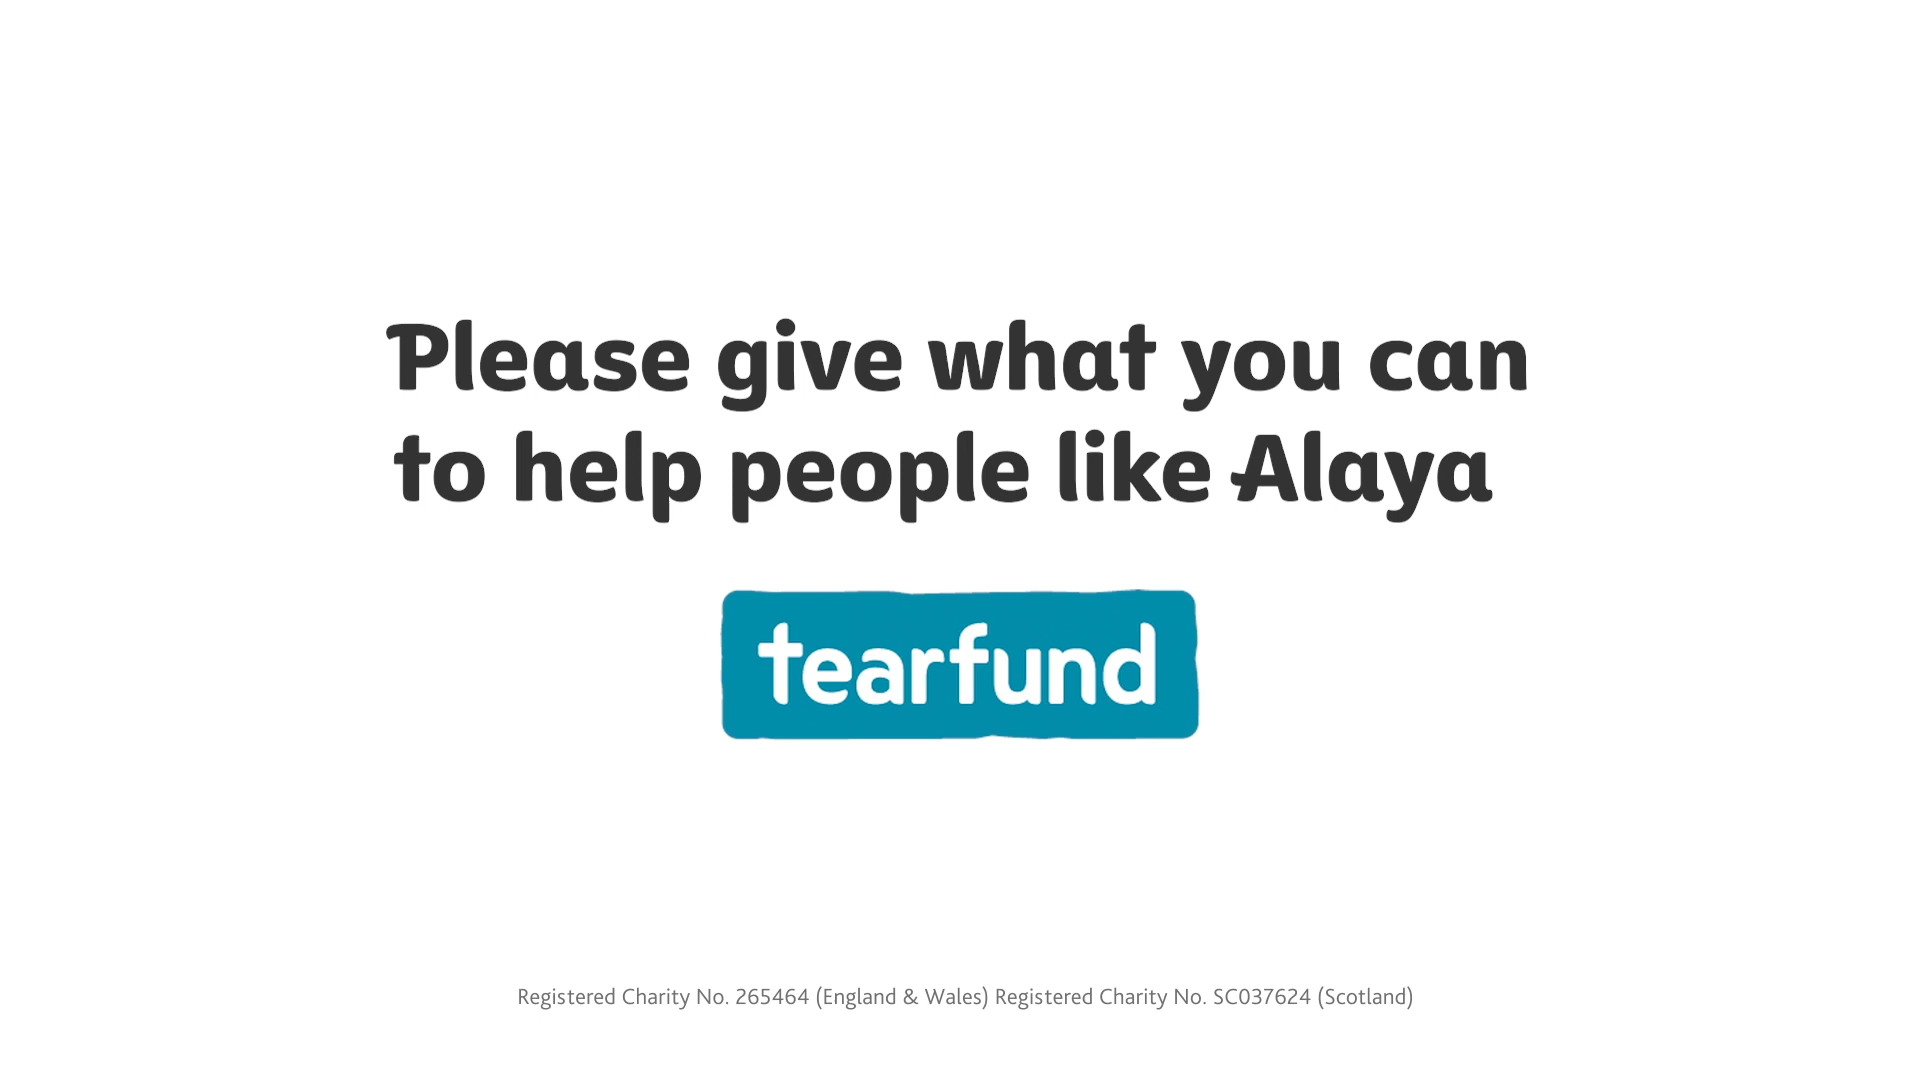 Please give what you can
to help people like Alaya
tearfund
Registered Charity No. 265464 (England & Wales) Registered Charity No. SC037624 (Scotland)